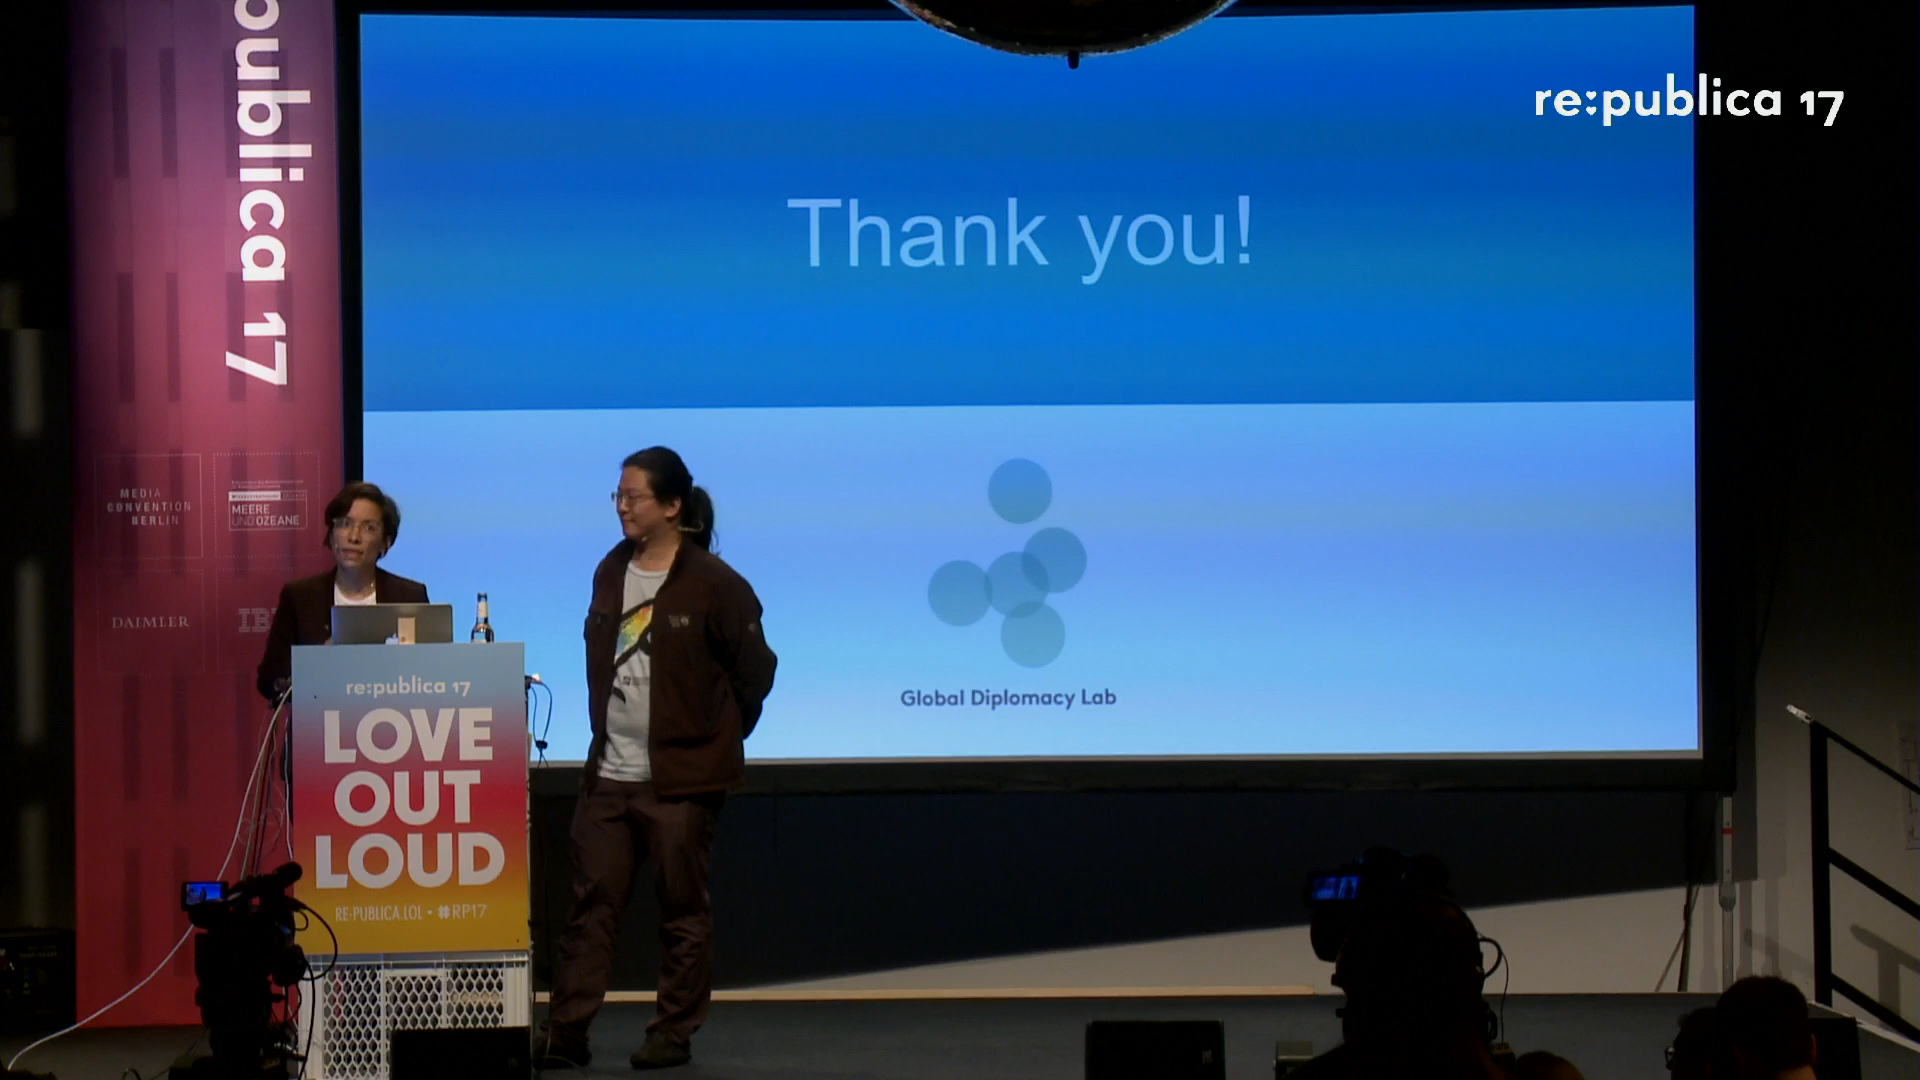 publica 17
re:publica 17
Thank you!
Global Diplomacy Lab
MEDIA
CONVENTION
BERLIN
MEERE
UND OZEANE
DAIMLER
re:publica 17
LOVE
OUT
LOUD
RE-PUBLICA.LOL • #RP17